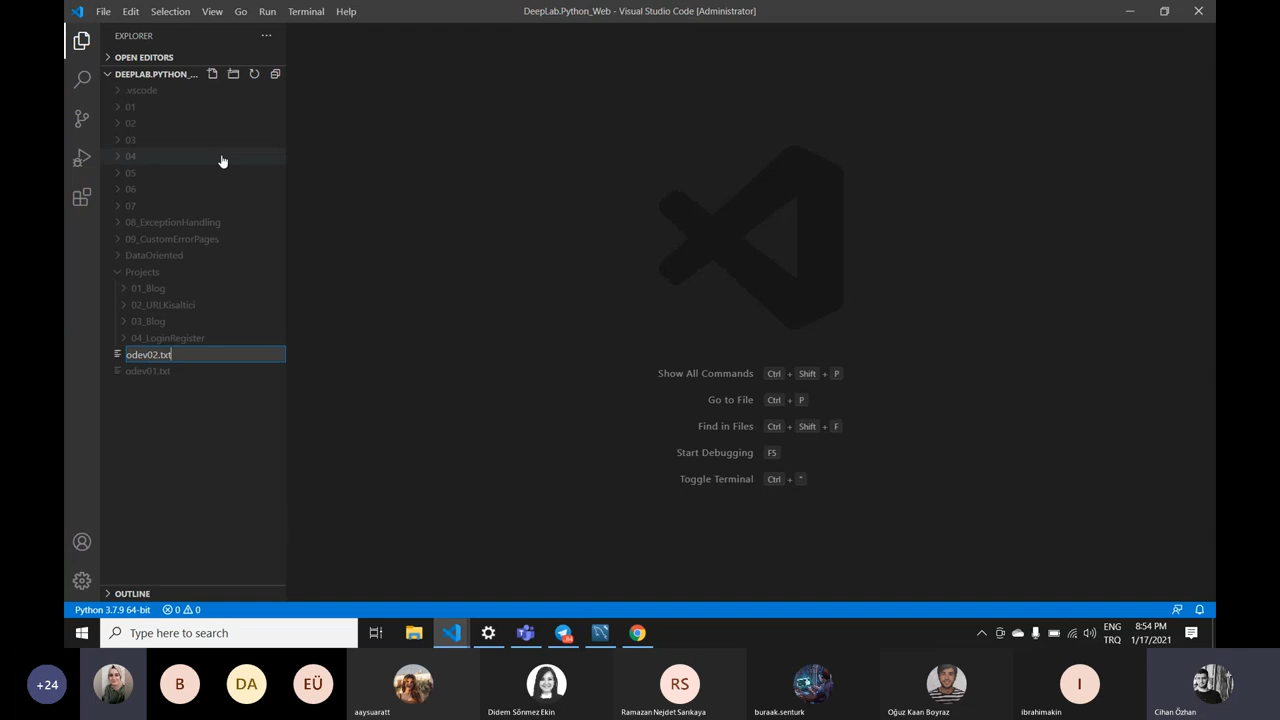 File Edit Selection View Go Run Terminal Help
DeepLab.Python_Web - Visual Studio Code [Administrator]
EXPLORER
OPEN EDITORS
DEEPLAB.PYTHON_...
.vscode
01
02
03
04
05
06
07
08_ExceptionHandling
09_CustomErrorPages
DataOriented
Projects
01_Blog
02_URLKisaltici
03_Blog
04_LoginRegister
odev02.txt
odev01.txt
Show All Commands Ctrl + Shift + P
Go to File Ctrl + P
Find in Files Ctrl + Shift + F
Start Debugging F5
Toggle Terminal Ctrl + "
OUTLINE
Python 3.7.9 64-bit 0 0
Type here to search
84
ENG
TRQ
8:54 PM
1/17/2021
+24
B
DA
EÜ
RS
I
aaysuaratt
Didem Sönmez Ekin
Ramazan Nejdet Sarıkaya
buraak.senturk
Oğuz Kaan Boyraz
ibrahimakin
Cihan Özhan